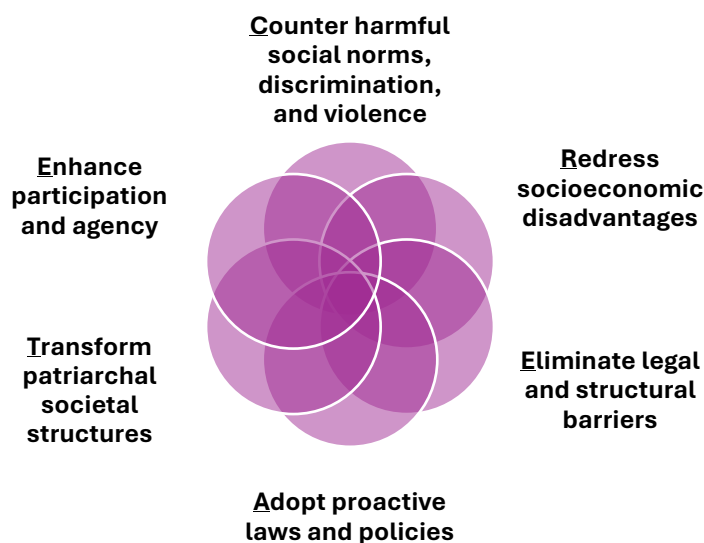 Counter harmful
social norms,
discrimination,
and violence
Redress
socioeconomic
disadvantages
Eliminate legal
and structural
barriers
Adopt proactive
laws and policies
Transform
patriarchal
societal
structures
Enhance
participation
and agency